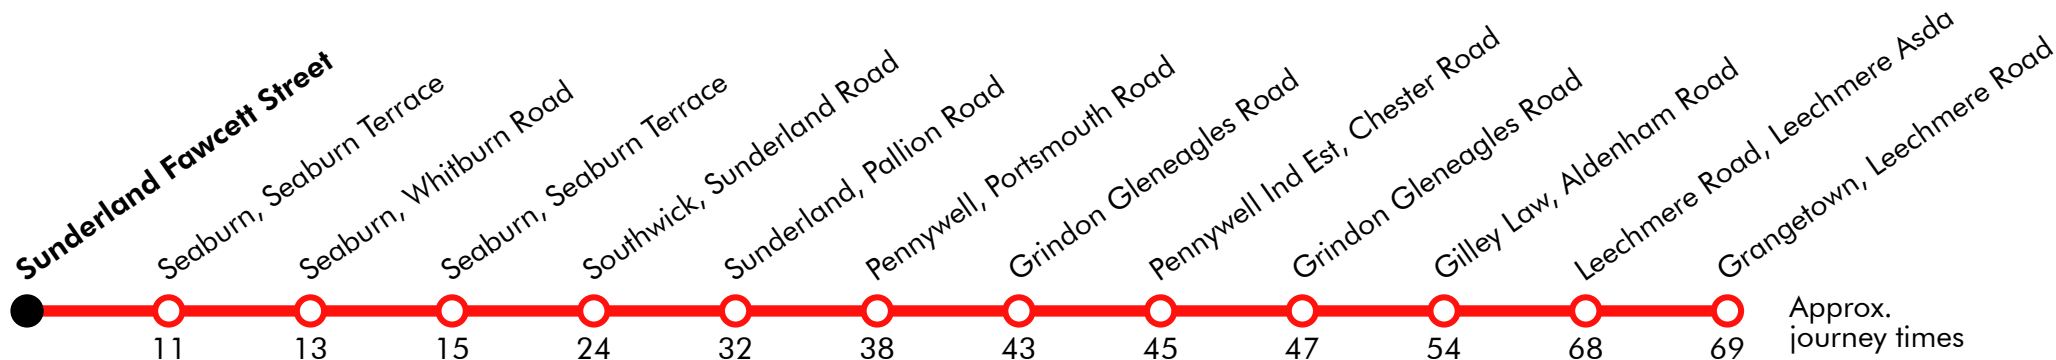 Sunderland Fawcett Street
Seaburn, Seaburn Terrace
Seaburn, Whitburn Road
Seaburn, Seaburn Terrace
Southwick, Sunderland Road
Sunderland, Pallion Road
Pennywell, Portsmouth Road
Grindon Gleneagles Road
Pennywell Ind Est, Chester Road
Grindon Gleneagles Road
Gilley Law, Aldenham Road
Leechmere Road, Leechmere Asda
Grangetown, Leechmere Road
Approx.
journey times
11 13 15 24 32 38 43 45 47 54 68 69